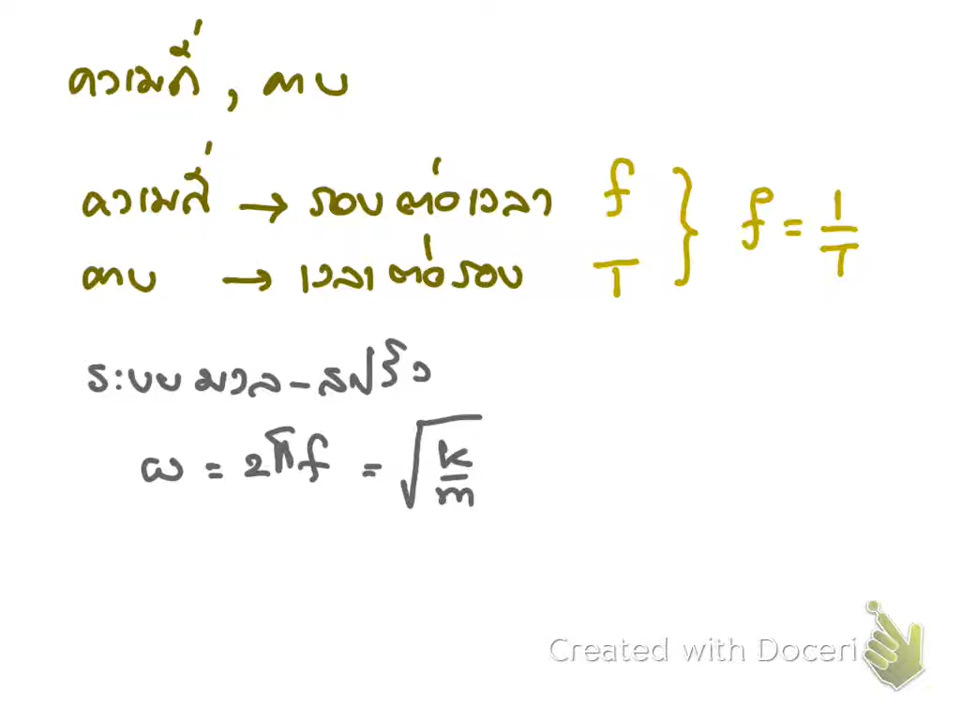 ความถี่, คาบ
ความถี่ → รอบต่อเวลา f
คาบ → เวลาต่อรอบ T
f = 1/T
ระบบมวล-สปริง
ω = 2πf = √(k/m)
Created with Doceri